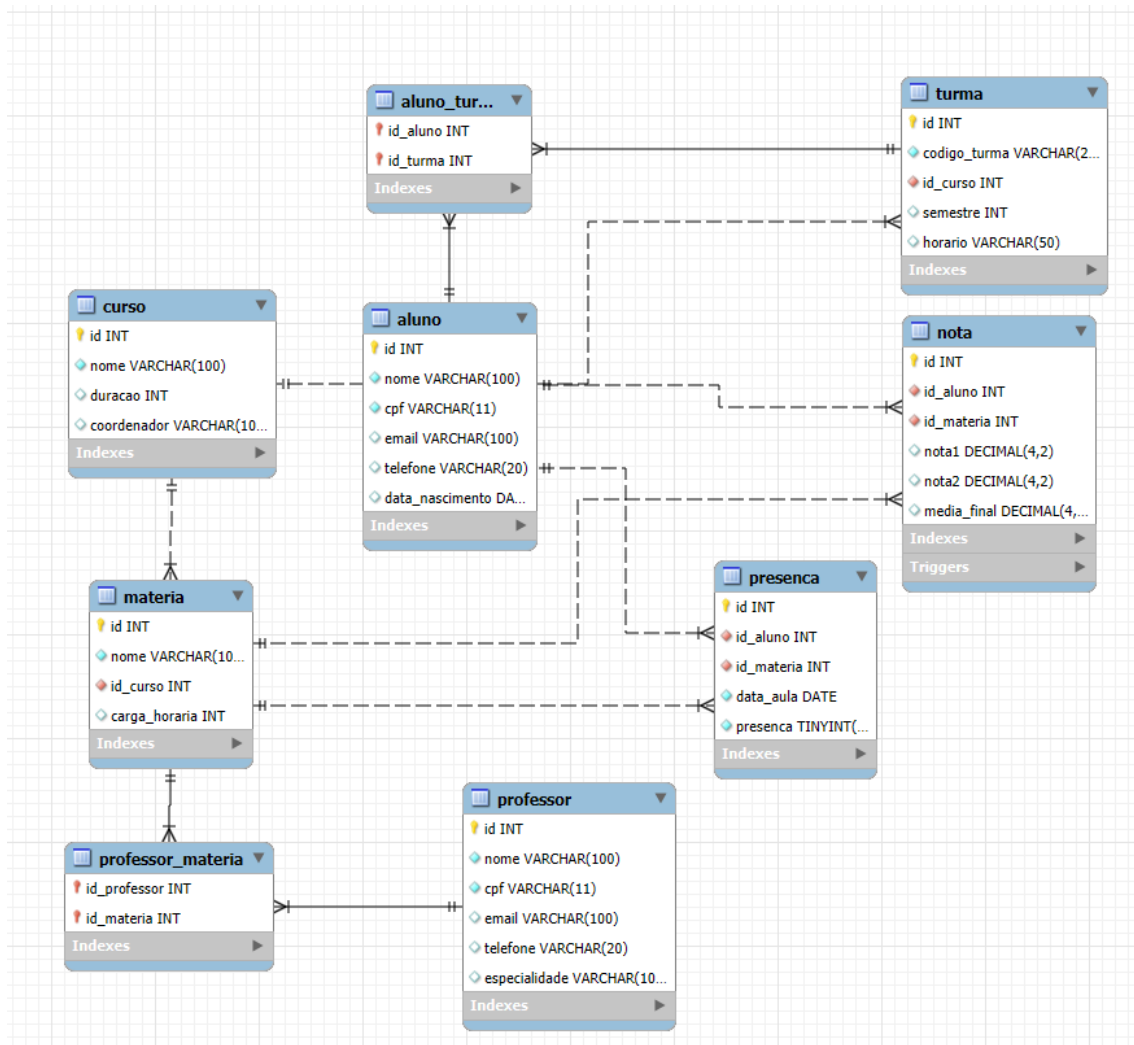 aluno_tur...
id_aluno INT
id_turma INT
Indexes
turma
id INT
codigo_turma VARCHAR(2...
id_curso INT
semestre INT
horario VARCHAR(50)
Indexes
curso
id INT
nome VARCHAR(100)
duracao INT
coordenador VARCHAR(10...
Indexes
aluno
id INT
nome VARCHAR(100)
cpf VARCHAR(11)
email VARCHAR(100)
telefone VARCHAR(20)
data_nascimento DA...
Indexes
nota
id INT
id_aluno INT
id_materia INT
nota1 DECIMAL(4,2)
nota2 DECIMAL(4,2)
media_final DECIMAL(4,...
Indexes
Triggers
materia
id INT
nome VARCHAR(10...
id_curso INT
carga_horaria INT
Indexes
presenca
id INT
id_aluno INT
id_materia INT
data_aula DATE
presenca TINYINT(...
Indexes
professor_materia
id_professor INT
id_materia INT
Indexes
professor
id INT
nome VARCHAR(100)
cpf VARCHAR(11)
email VARCHAR(100)
telefone VARCHAR(20)
especialidade VARCHAR(10...
Indexes